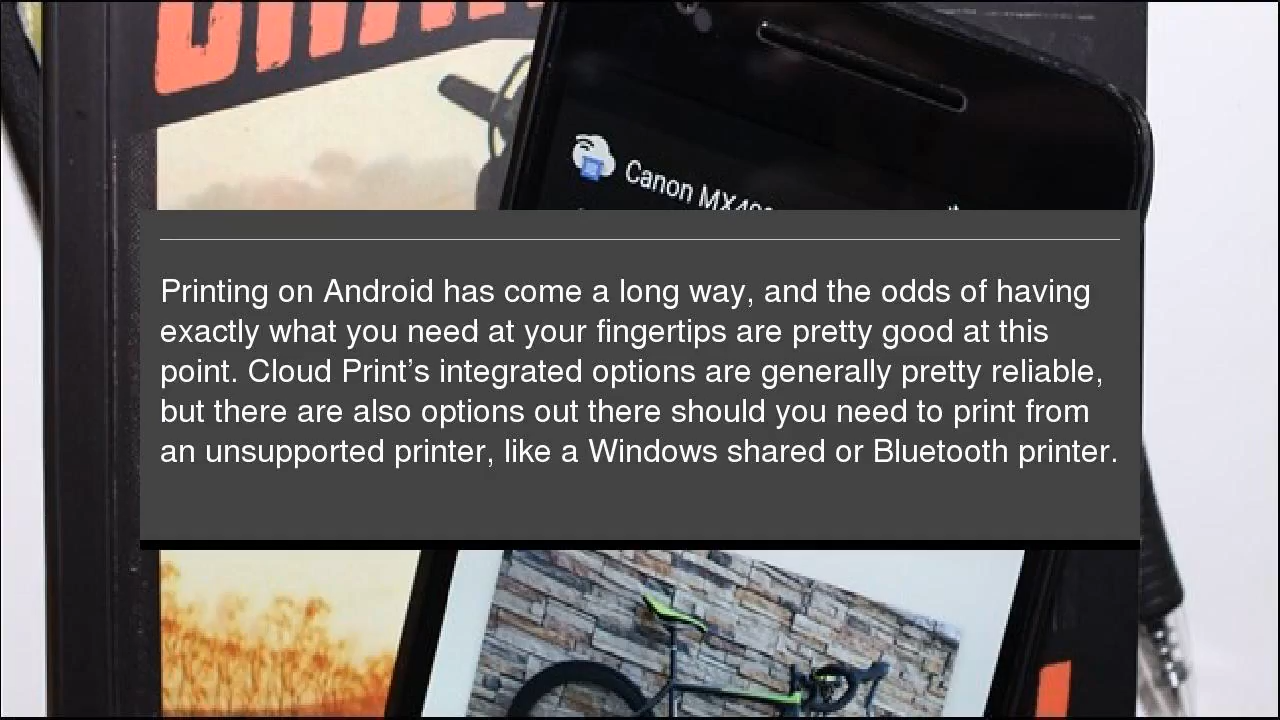 Canon
Printing on Android has come a long way, and the odds of having
exactly what you need at your fingertips are pretty good at this
point. Cloud Print’s integrated options are generally pretty reliable,
but there are also options out there should you need to print from
an unsupported printer, like a Windows shared or Bluetooth printer.